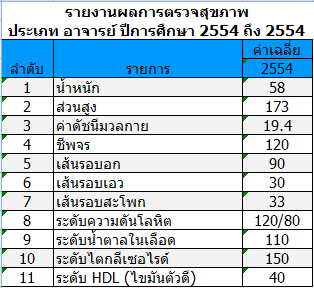 รายงานผลการตรวจสุขภาพ
ประเภท อาจารย์ ปีการศึกษา 2554 ถึง 2554
ค่าเฉลี่ย
ลำดับ รายการ 2554
1 น้ำหนัก 58
2 ส่วนสูง 173
3 ค่าดัชนีมวลกาย 19.4
4 ชีพจร 120
5 เส้นรอบอก 90
6 เส้นรอบเอว 30
7 เส้นรอบสะโพก 33
8 ระดับความดันโลหิต 120/80
9 ระดับน้ำตาลในเลือด 110
10 ระดับไตกลีเซอไรด์ 150
11 ระดับ HDL (ไขมันตัวดี) 40